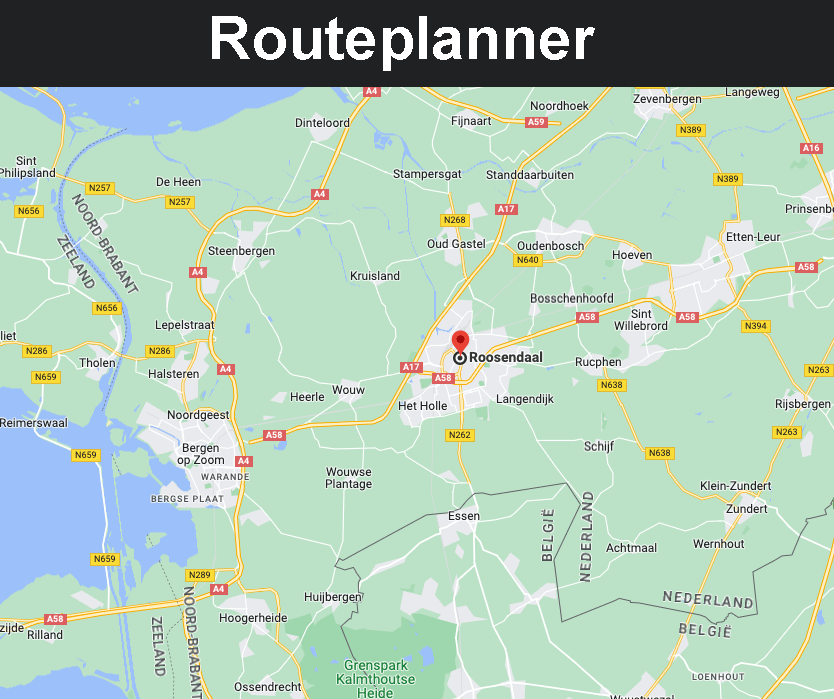 Routeplanner
A4
Langeweg
Zevenbergen
Noordhoek
Fijnaart
A59
Dinteloord
N389
A16
Sint
Philipsland
Stampersgat
Standdaarbuiten
N389
De Heen
N257
A4
N257
N656
A17
Prinsenb
N268
NOORD-BRABANT
ZEELAND
Etten-Leur
Oud Gastel
Oudenbosch
Steenbergen
Hoeven
N640
A58
A4
Kruisland
Bosschenhoofd
N656
Sint
Willebrord
A58
A58
Lepelstraat
N394
liet
N286
N286
Roosendaal
Tholen
Rucphen
A4
A17
N263
Halsteren
N659
A58
N638
Wouw
Heerle
Langendijk
Het Holle
Rijsbergen
Noordgeest
Reimerswaal
A58
N262
N263
Bergen
op Zoom
Schijf
N659
A4
N638
Wouwse
Plantage
WARANDE
Klein-Zundert
BERGSE PLAAT
Zundert
Essen
BELGIË
NEDERLAND
Wernhout
Achtmaal
N659
N289
A4
Huijbergen
NEDERLAND
BELGIË
A58
Hoogerheide
zijde
Rilland
NOORD-BRABANT
ZEELAND
Grenspark
Kalmthoutse
Heide
LOENHOUT
Ossendrecht
Wuustwezel